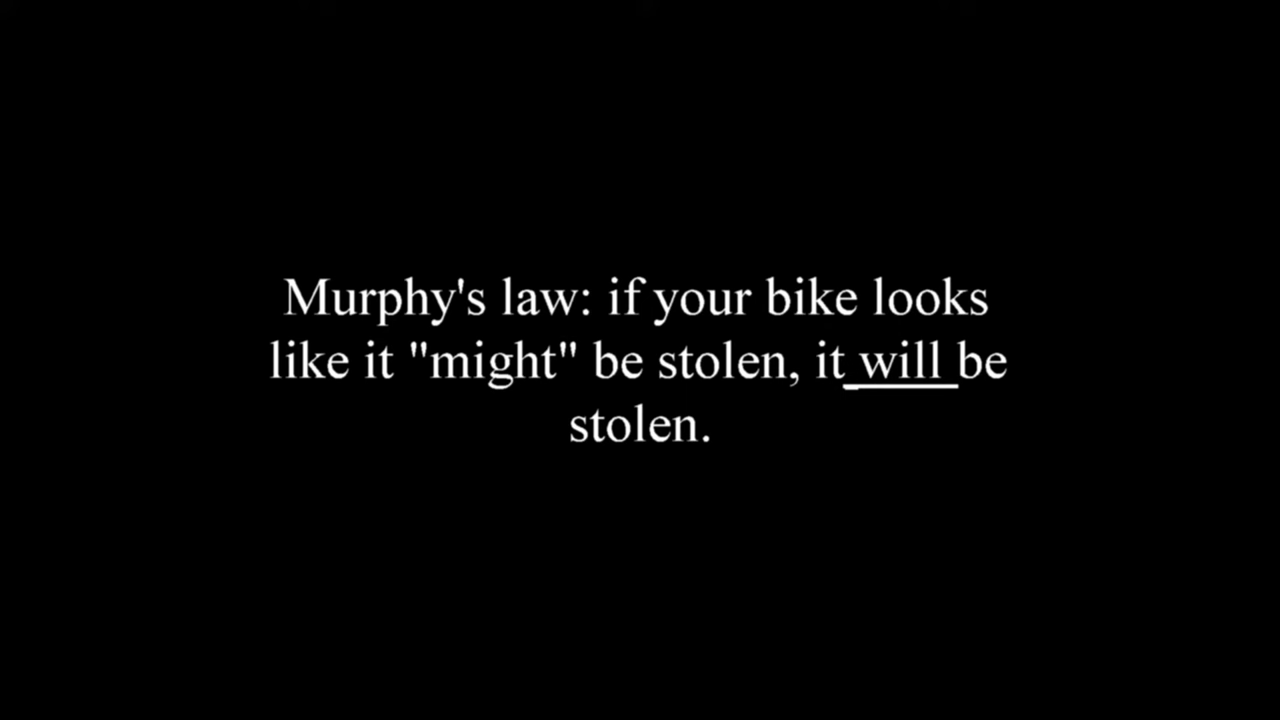 Murphy's law: if your bike looks
like it "might" be stolen, it will be
stolen.